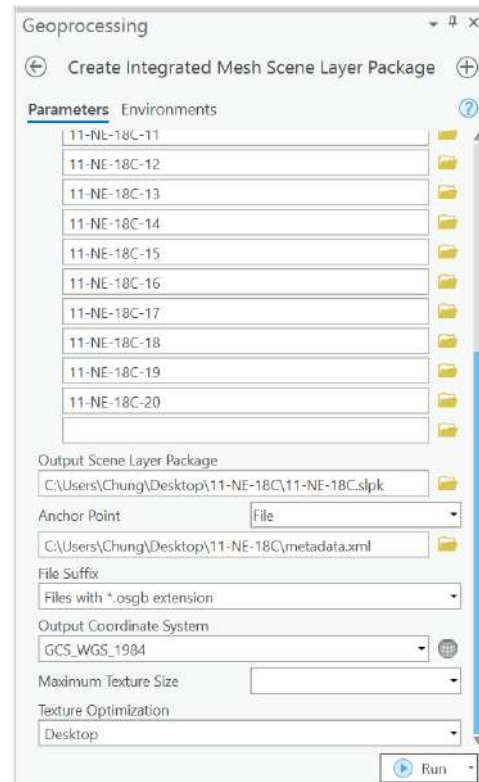 Geoprocessing
Create Integrated Mesh Scene Layer Package
Parameters Environments
11-NE-18C-11
11-NE-18C-12
11-NE-18C-13
11-NE-18C-14
11-NE-18C-15
11-NE-18C-16
11-NE-18C-17
11-NE-18C-18
11-NE-18C-19
11-NE-18C-20
Output Scene Layer Package
C:\Users\Chung\Desktop\11-NE-18C\11-NE-18C.slpk
Anchor Point File
C:\Users\Chung\Desktop\11-NE-18C\metadata.xml
File Suffix
Files with *.osgb extension
Output Coordinate System
GCS_WGS_1984
Maximum Texture Size
Texture Optimization
Desktop
Run